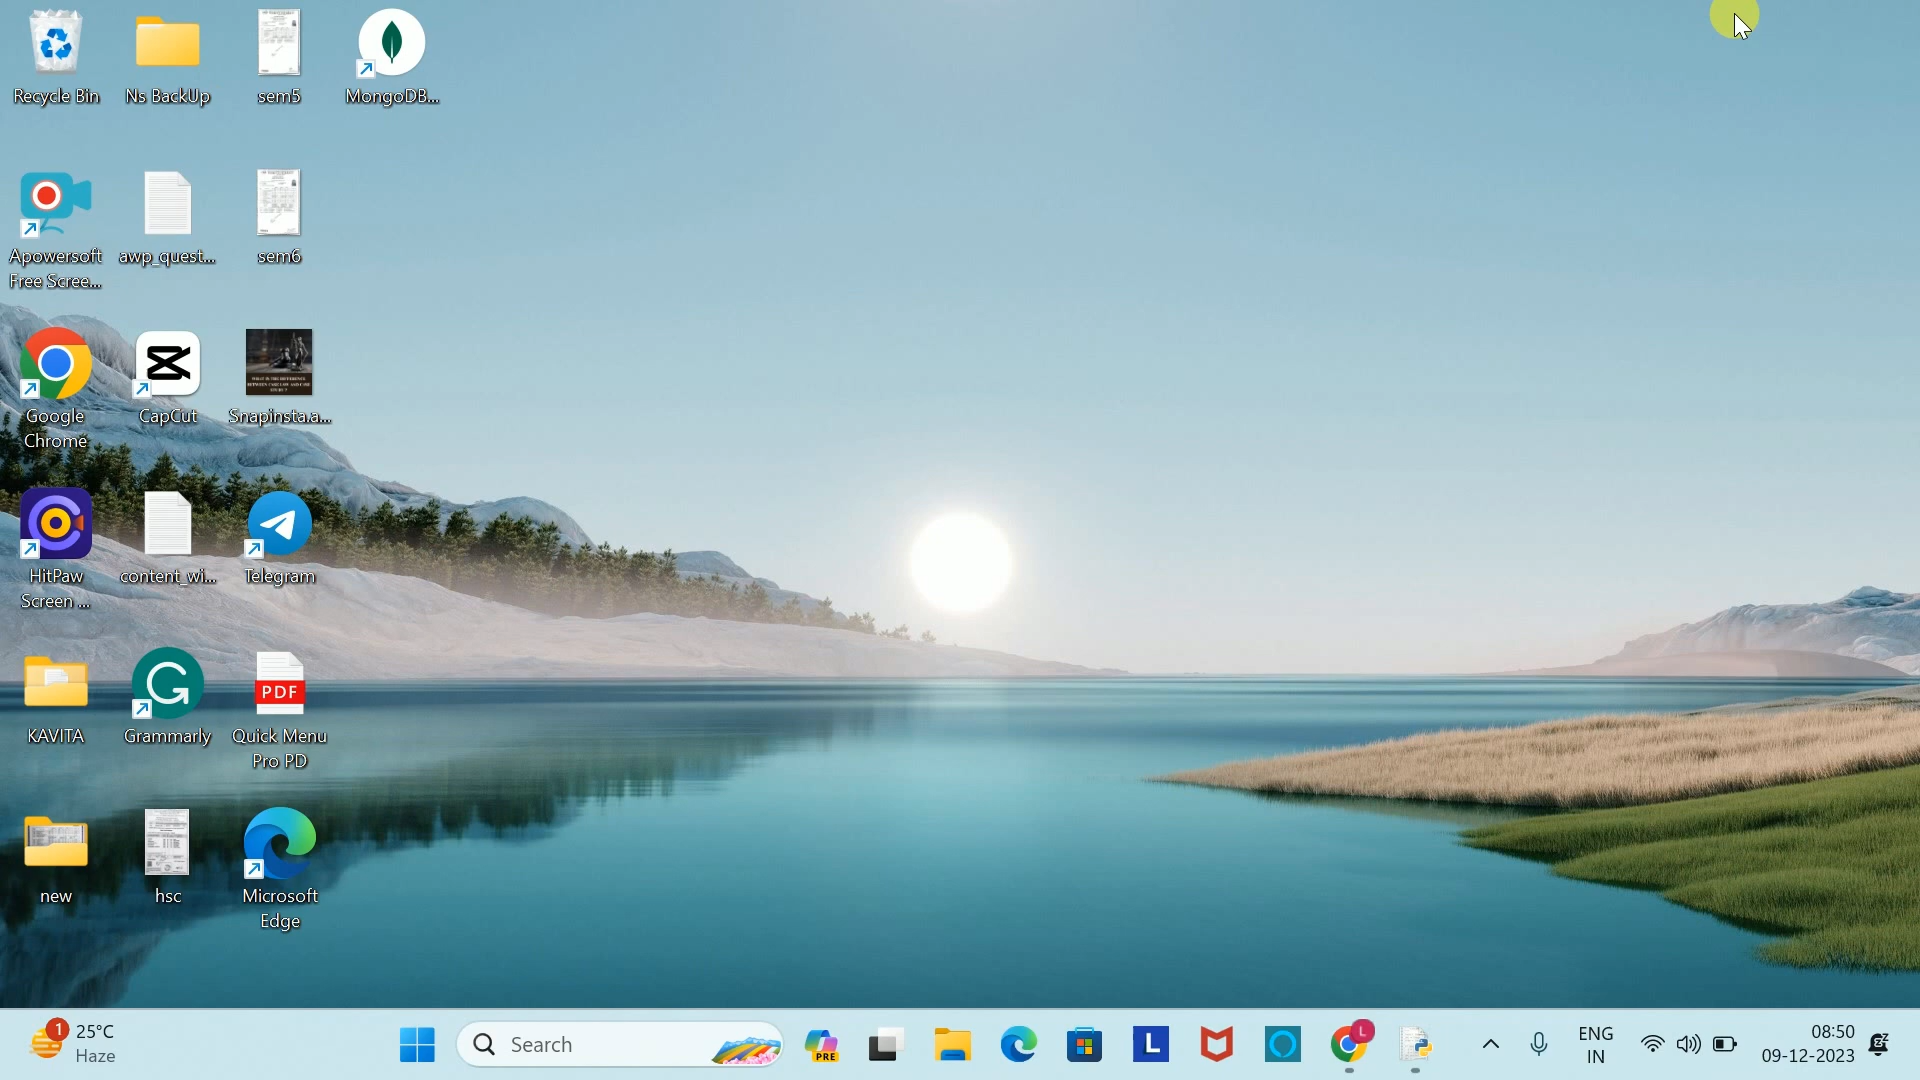 Recycle Bin
Ns BackUp
sem5
MongoDB...
Apowersoft
Free Scree...
awp_quest...
sem6
Google
Chrome
CapCut
Snapinsta.a...
HitPaw
Screen ...
content_wi...
Telegram
KAVITA
Grammarly
PDF
Quick Menu
Pro PD
new
hsc
Microsoft
Edge
1
25°C
Haze
Search
PRE
L
L
ENG
IN
08:50
09-12-2023